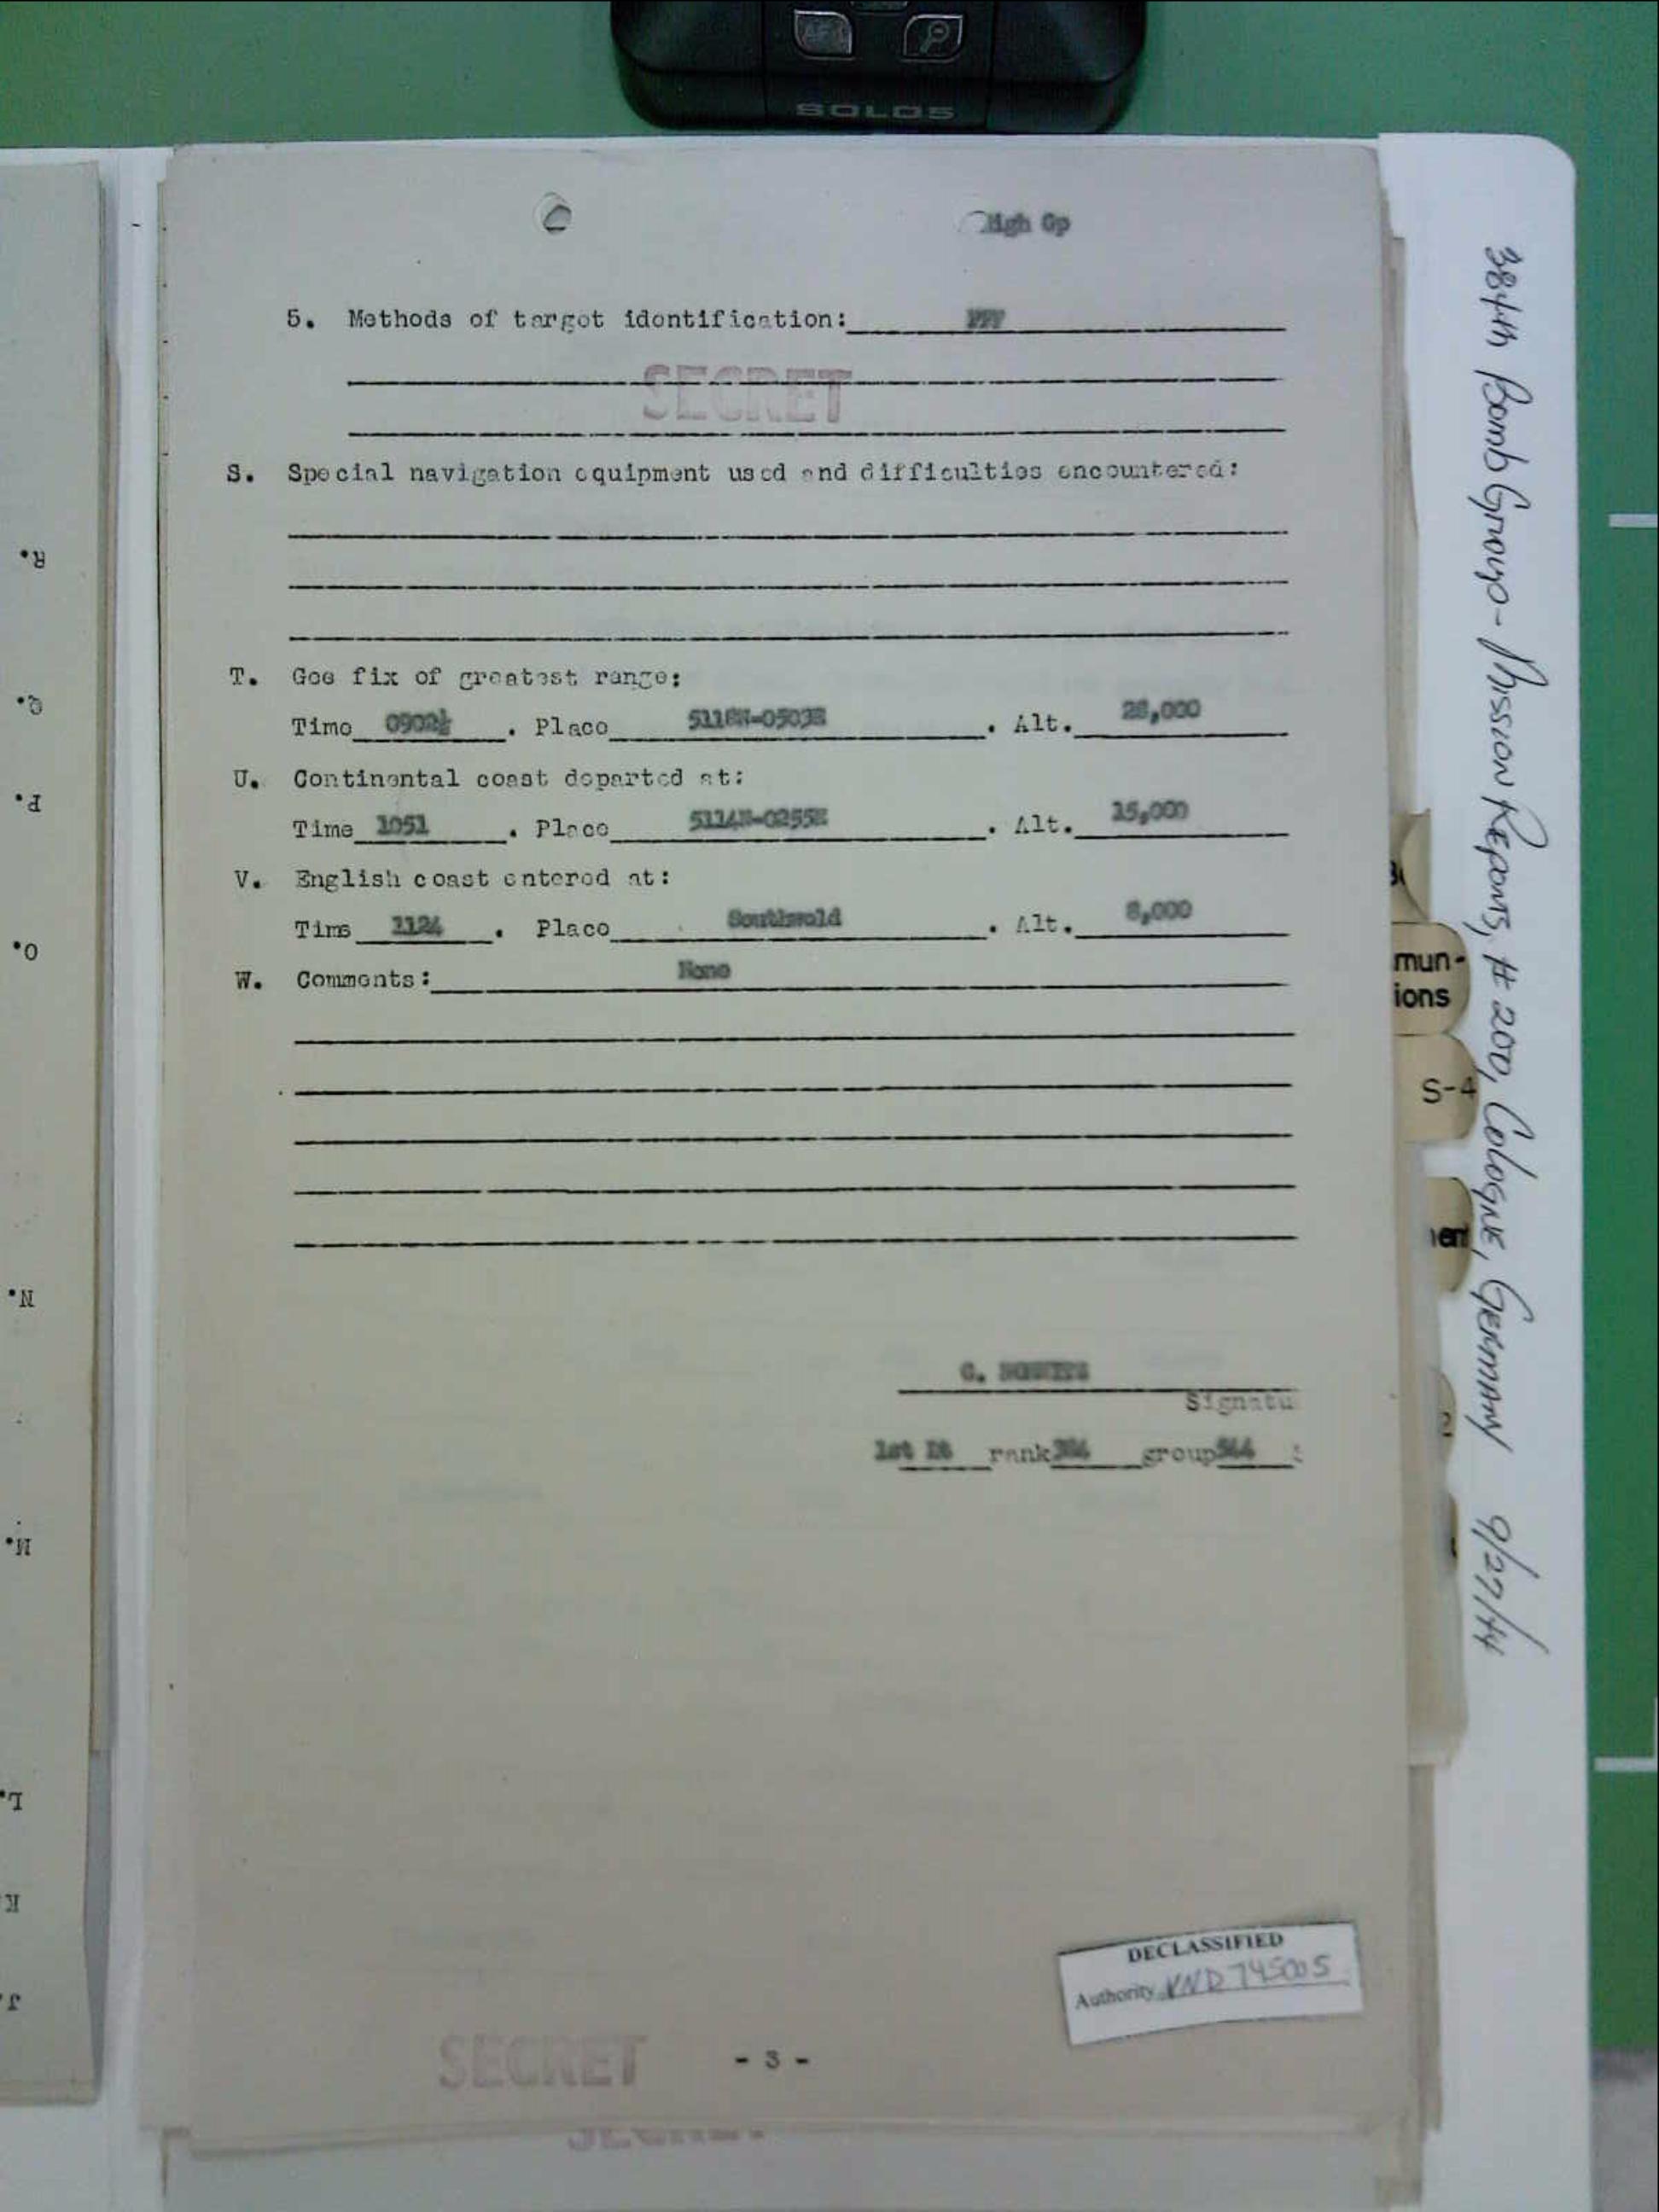 SOLO5
High Gp
5. Methods of target identification: PFF
SECRET
S. Special navigation equipment used and difficulties encountered:
T. Gee fix of greatest range:
Time 0902½ . Place 5118N-0503E . Alt. 28,000
U. Continental coast departed at:
Time 1051 . Place 5114N-0255E . Alt. 15,000
V. English coast entered at:
Time 1124 . Place Southwold . Alt. 8,000
W. Comments: None
G.
Signatu
1st Lt rank 384 group 544
DECLASSIFIED
Authority NND 745005
SECRET
- 3 -
SECRET
384th Bomb Group - Mission Reports, # 200, Cologne, Germany 9/27/44
mun-
ions
S-4
R.
Q.
P.
O.
N.
M.
L.
K
J.